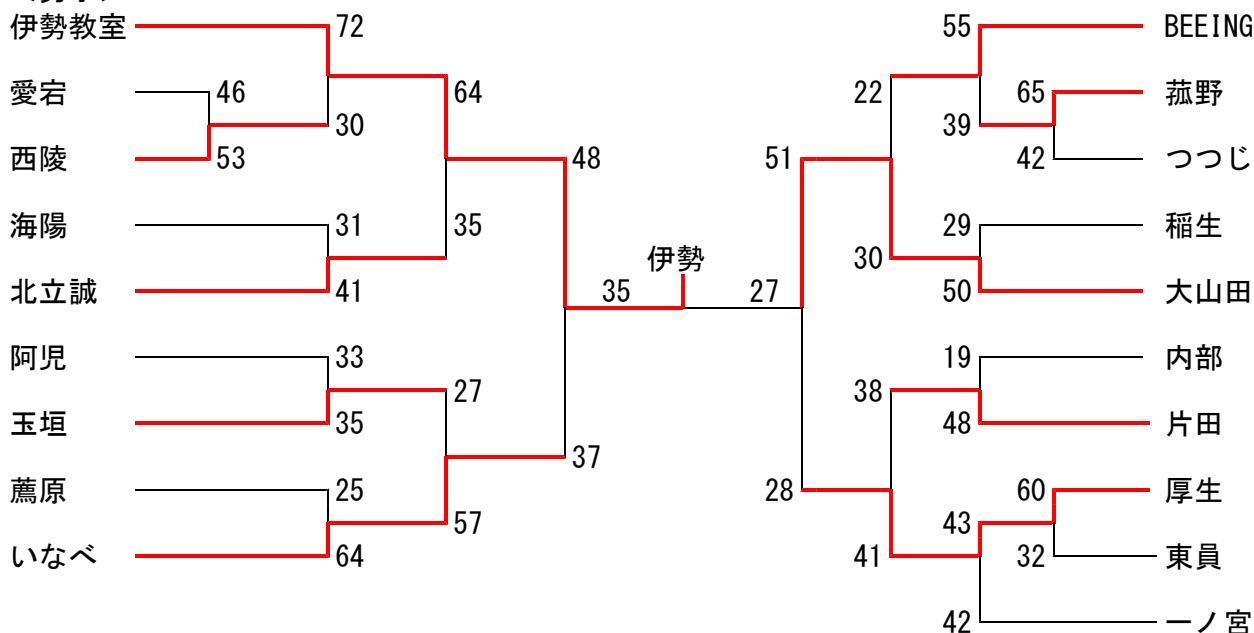 伊勢教室 72 55 BEEING
愛宕 46 64 22 65 菰野
30 39
西陵 53 48 51 42 つつじ
海陽 31 35 29 稲生
伊勢 30
北立誠 41 35 27 50 大山田
阿児 33 19 内部
27 38
玉垣 35 48 片田
37
薦原 25 28 60 厚生
57 43
いなべ 64 41 32 東員
42 一ノ宮